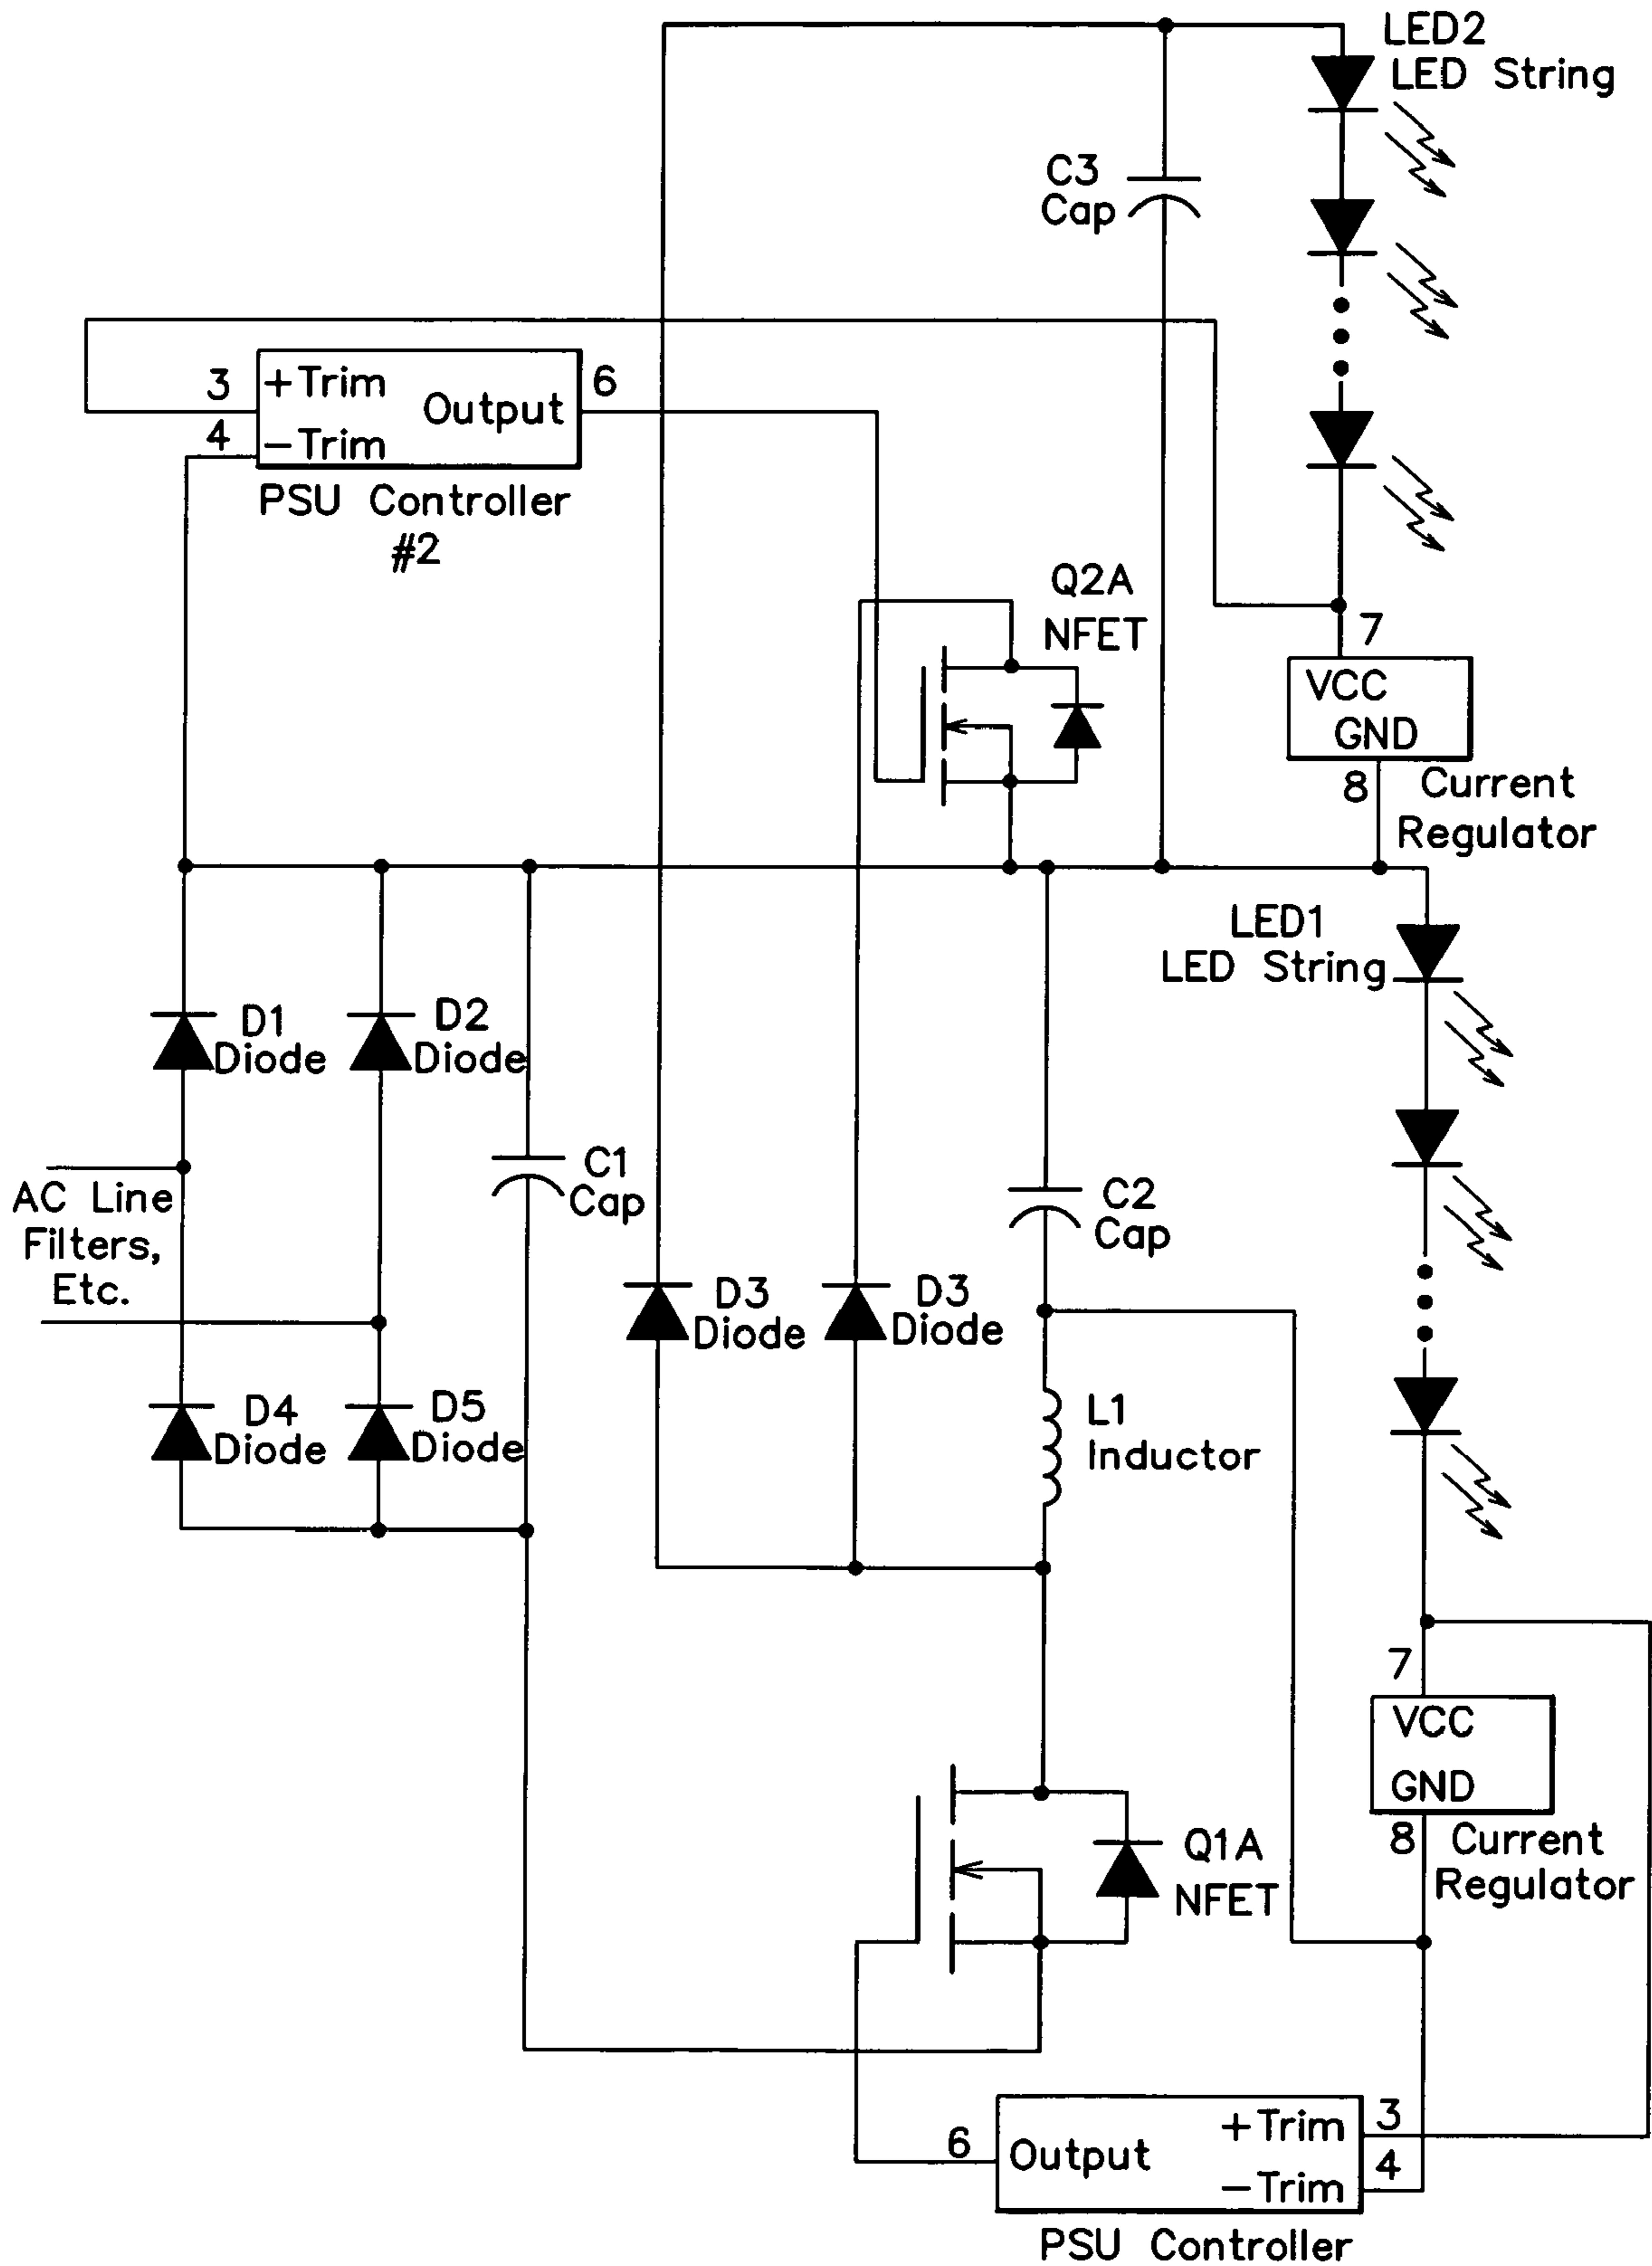 LED2
LED String
C3
Cap
3
+Trim
Output
6
4
-Trim
PSU Controller
#2
Q2A
NFET
7
VCC
GND
8
Current
Regulator
LED1
LED String
D1
Diode
D2
Diode
C1
Cap
C2
Cap
AC Line
Filters,
Etc.
D3
Diode
D3
Diode
D4
Diode
D5
Diode
L1
Inductor
7
VCC
GND
8
Current
Regulator
Q1A
NFET
6
Output
+Trim
3
-Trim
4
PSU Controller